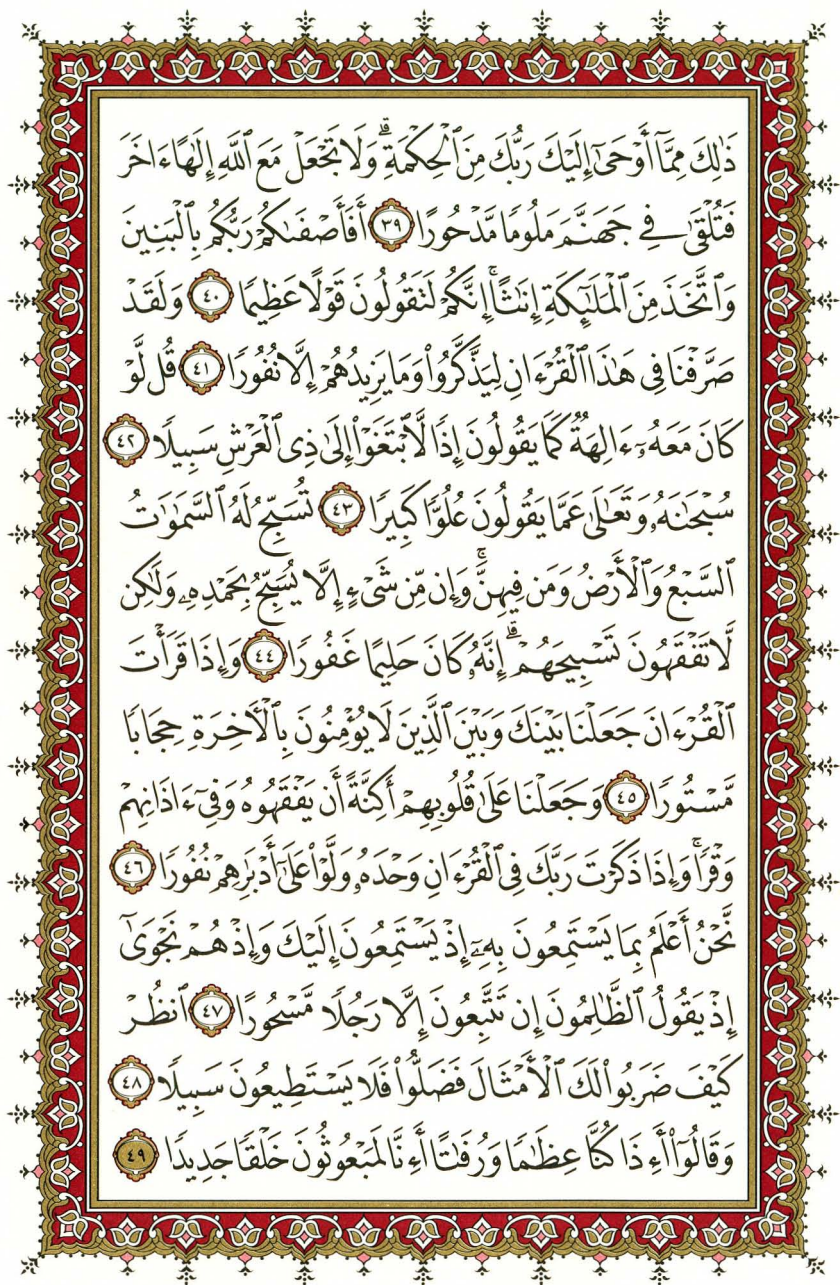 ذَٰلِكَ مِمَّآ أَوْحَىٰٓ إِلَيْكَ رَبُّكَ مِنَ ٱلْحِكْمَةِۗ وَلَا تَجْعَلْ مَعَ ٱللَّهِ إِلَٰهًا ءَاخَرَ
فَتُلْقَىٰ فِي جَهَنَّمَ مَلُومًا مَّدْحُورًا ٣٩ أَفَأَصْفَىٰكُمْ رَبُّكُم بِٱلْبَنِينَ
وَٱتَّخَذَ مِنَ ٱلْمَلَٰٓئِكَةِ إِنَٰثًاۚ إِنَّكُمْ لَتَقُولُونَ قَوْلًا عَظِيمًا ٤٠ وَلَقَدْ
صَرَّفْنَا فِي هَٰذَا ٱلْقُرْءَانِ لِيَذَّكَّرُوا۟ وَمَا يَزِيدُهُمْ إِلَّا نُفُورًا ٤١ قُل لَّوْ
كَانَ مَعَهُۥٓ ءَالِهَةٌ كَمَا يَقُولُونَ إِذًا لَّٱبْتَغَوْا۟ إِلَىٰ ذِي ٱلْعَرْشِ سَبِيلًا ٤٢
سُبْحَٰنَهُۥ وَتَعَٰلَىٰ عَمَّا يَقُولُونَ عُلُوًّا كَبِيرًا ٤٣ تُسَبِّحُ لَهُ ٱلسَّمَٰوَٰتُ
ٱلسَّبْعُ وَٱلْأَرْضُ وَمَن فِيهِنَّۚ وَإِن مِّن شَيْءٍ إِلَّا يُسَبِّحُ بِحَمْدِهِۦ وَلَٰكِن
لَّا تَفْقَهُونَ تَسْبِيحَهُمْۗ إِنَّهُۥ كَانَ حَلِيمًا غَفُورًا ٤٤ وَإِذَا قَرَأْتَ
ٱلْقُرْءَانَ جَعَلْنَا بَيْنَكَ وَبَيْنَ ٱلَّذِينَ لَا يُؤْمِنُونَ بِٱلْءَاخِرَةِ حِجَابًا
مَّسْتُورًا ٤٥ وَجَعَلْنَا عَلَىٰ قُلُوبِهِمْ أَكِنَّةً أَن يَفْقَهُوهُ وَفِيٓ ءَاذَانِهِمْ
وَقْرًاۚ وَإِذَا ذَكَرْتَ رَبَّكَ فِي ٱلْقُرْءَانِ وَحْدَهُۥ وَلَّوْا۟ عَلَىٰٓ أَدْبَٰرِهِمْ نُفُورًا ٤٦
نَّحْنُ أَعْلَمُ بِمَا يَسْتَمِعُونَ بِهِۦٓ إِذْ يَسْتَمِعُونَ إِلَيْكَ وَإِذْ هُمْ نَجْوَىٰٓ
إِذْ يَقُولُ ٱلظَّٰلِمُونَ إِن تَتَّبِعُونَ إِلَّا رَجُلًا مَّسْحُورًا ٤٧ ٱنظُرْ
كَيْفَ ضَرَبُوا۟ لَكَ ٱلْأَمْثَالَ فَضَلُّوا۟ فَلَا يَسْتَطِيعُونَ سَبِيلًا ٤٨
وَقَالُوٓا۟ أَءِذَا كُنَّا عِظَٰمًا وَرُفَٰتًا أَءِنَّا لَمَبْعُوثُونَ خَلْقًا جَدِيدًا ٤٩